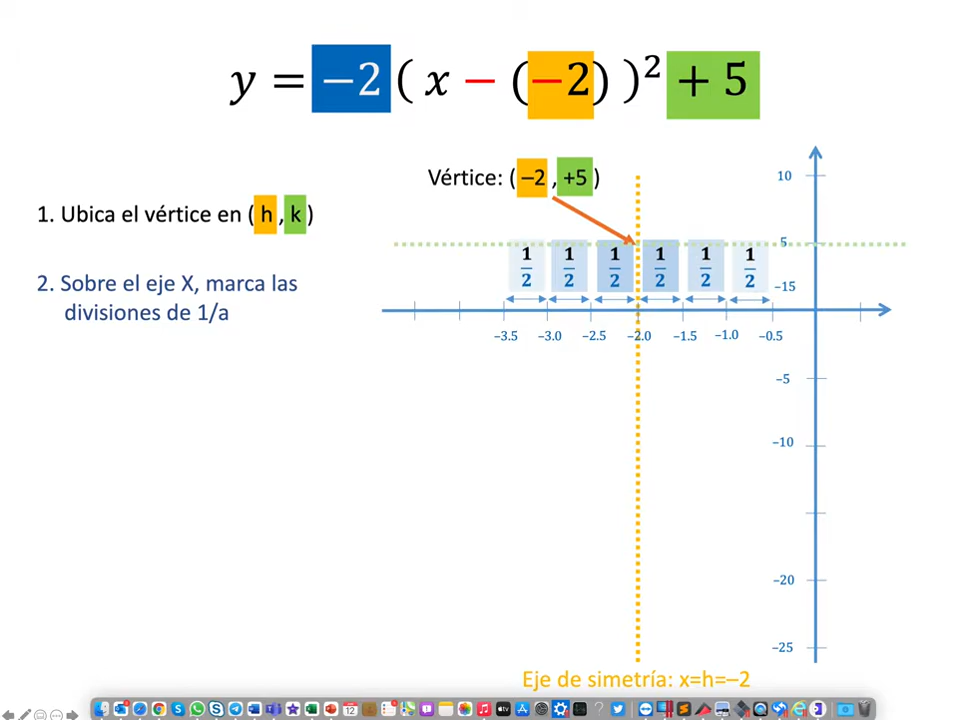 y = −2 ( x − (−2) )² + 5
Vértice: ( –2 , +5 )
1. Ubica el vértice en ( h , k )
2. Sobre el eje X, marca las
divisiones de 1/a
10
5
1/2 1/2 1/2 1/2 1/2 1/2
–15
–3.5 –3.0 –2.5 –2.0 –1.5 –1.0 –0.5
–5
–10
–20
–25
Eje de simetría: x=h=–2
12